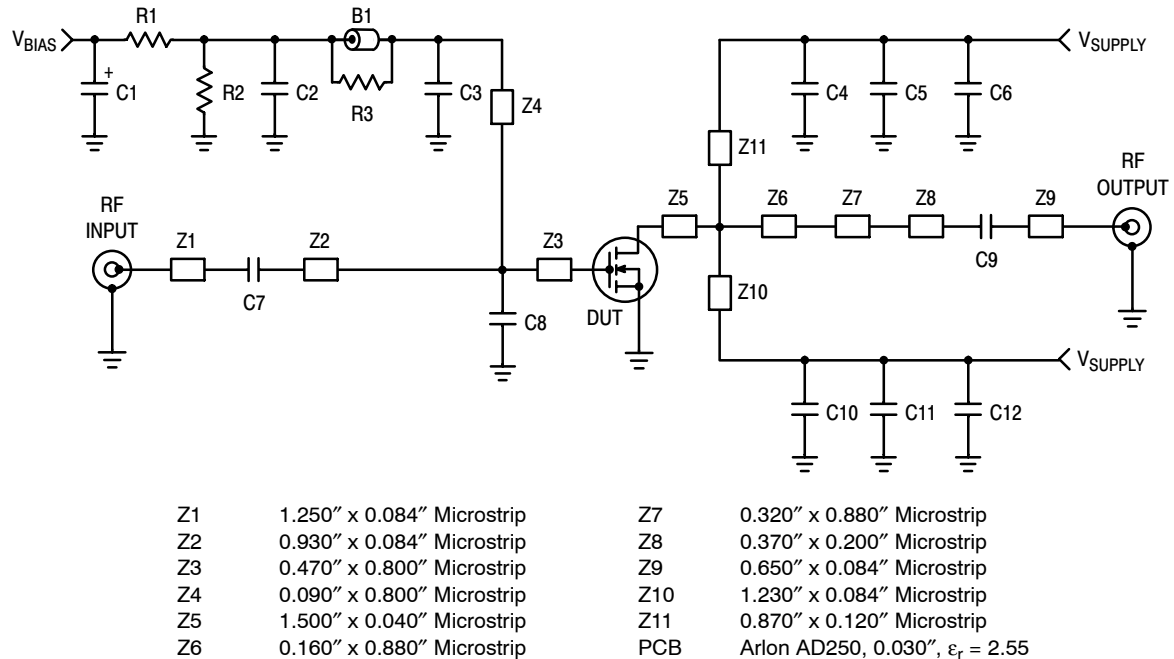 V_BIAS
R1
B1
+
C1
R2
C2
R3
C3
Z4
V_SUPPLY
C4
C5
C6
Z11
RF
OUTPUT
RF
INPUT
Z1
C7
Z2
Z3
C8
DUT
Z5
Z6
Z7
Z8
C9
Z9
Z10
V_SUPPLY
C10
C11
C12
Z1 1.250″ x 0.084″ Microstrip
Z2 0.930″ x 0.084″ Microstrip
Z3 0.470″ x 0.800″ Microstrip
Z4 0.090″ x 0.800″ Microstrip
Z5 1.500″ x 0.040″ Microstrip
Z6 0.160″ x 0.880″ Microstrip
Z7 0.320″ x 0.880″ Microstrip
Z8 0.370″ x 0.200″ Microstrip
Z9 0.650″ x 0.084″ Microstrip
Z10 1.230″ x 0.084″ Microstrip
Z11 0.870″ x 0.120″ Microstrip
PCB Arlon AD250, 0.030″, εr = 2.55